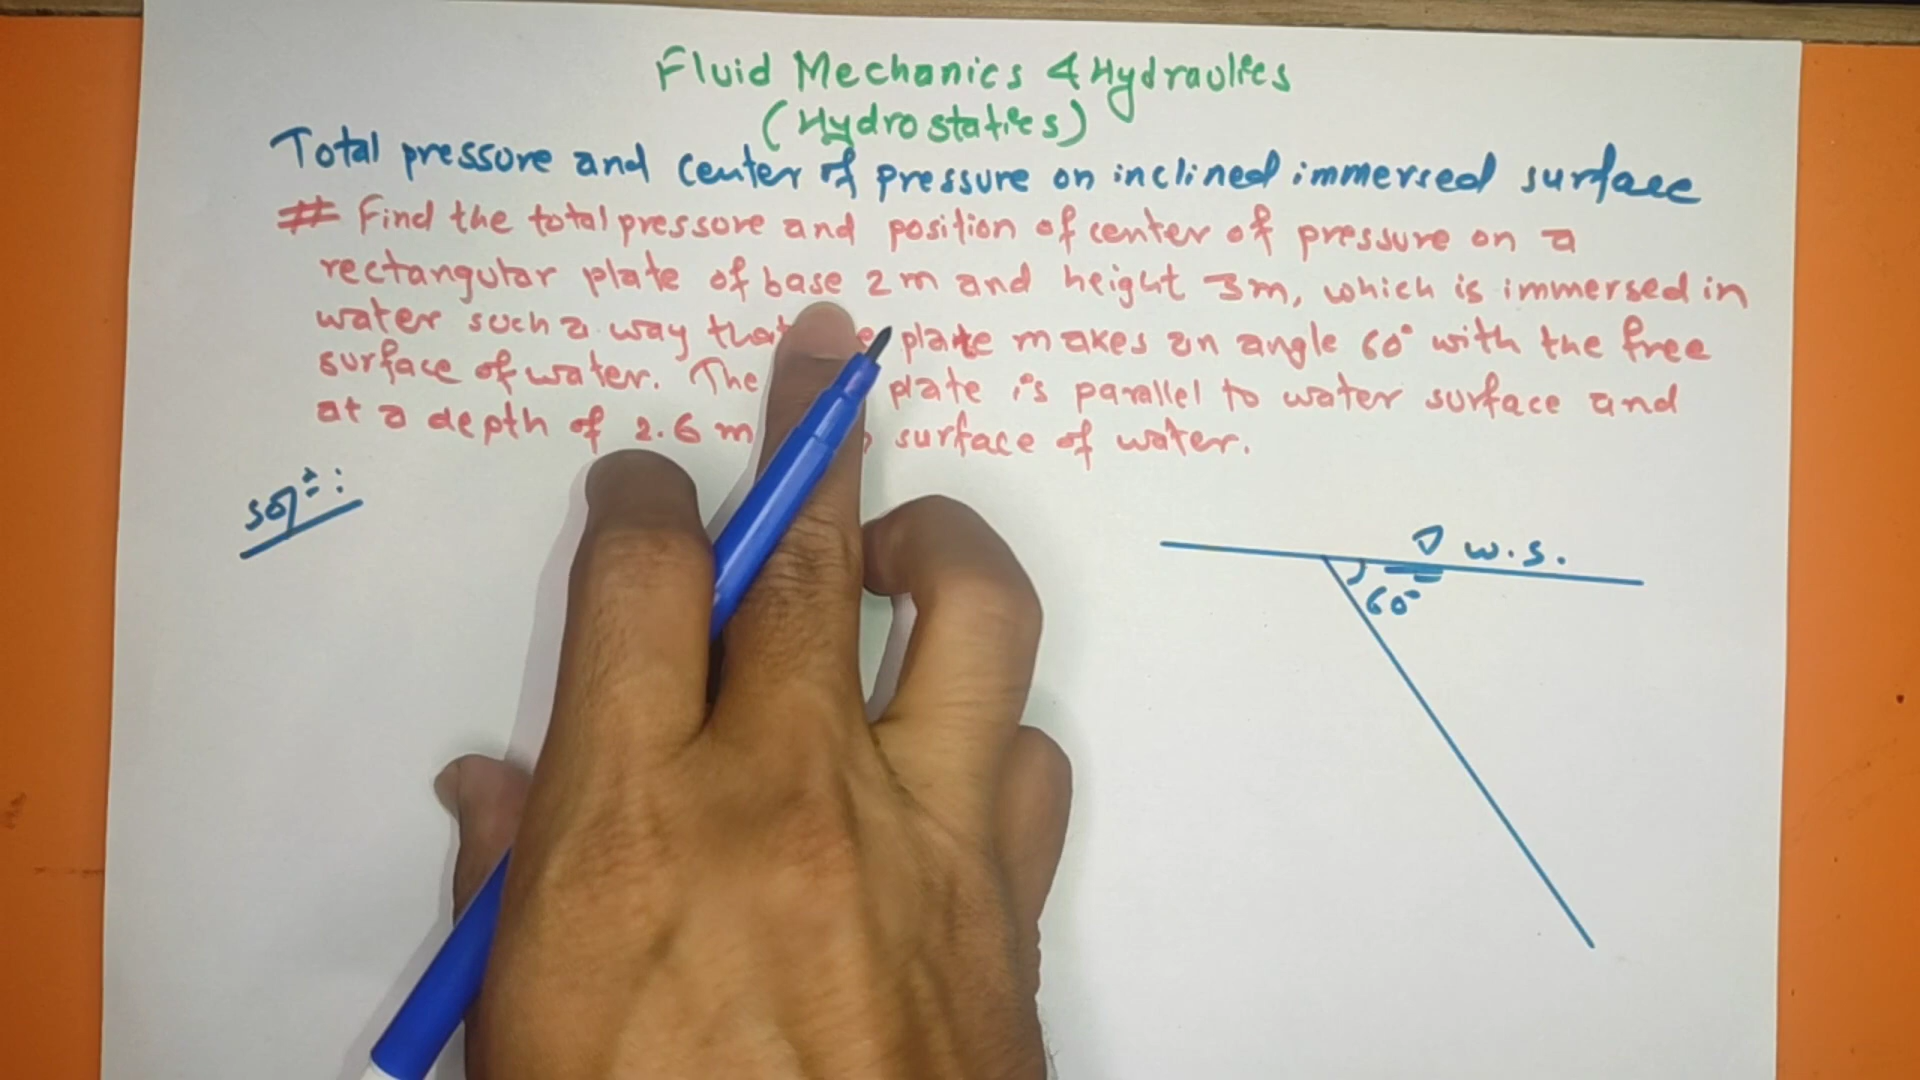 Fluid Mechanics & Hydraulics
(Hydrostatics)
Total pressure and center of pressure on inclined immersed surface
# Find the total pressure and position of center of pressure on a
rectangular plate of base 2m and height 3m, which is immersed in
water such a way that plate makes an angle 60° with the free
surface of water. The plate is parallel to water surface and
at a depth of 2.6 m surface of water.
Solⁿ:
▽ w.s.
60°